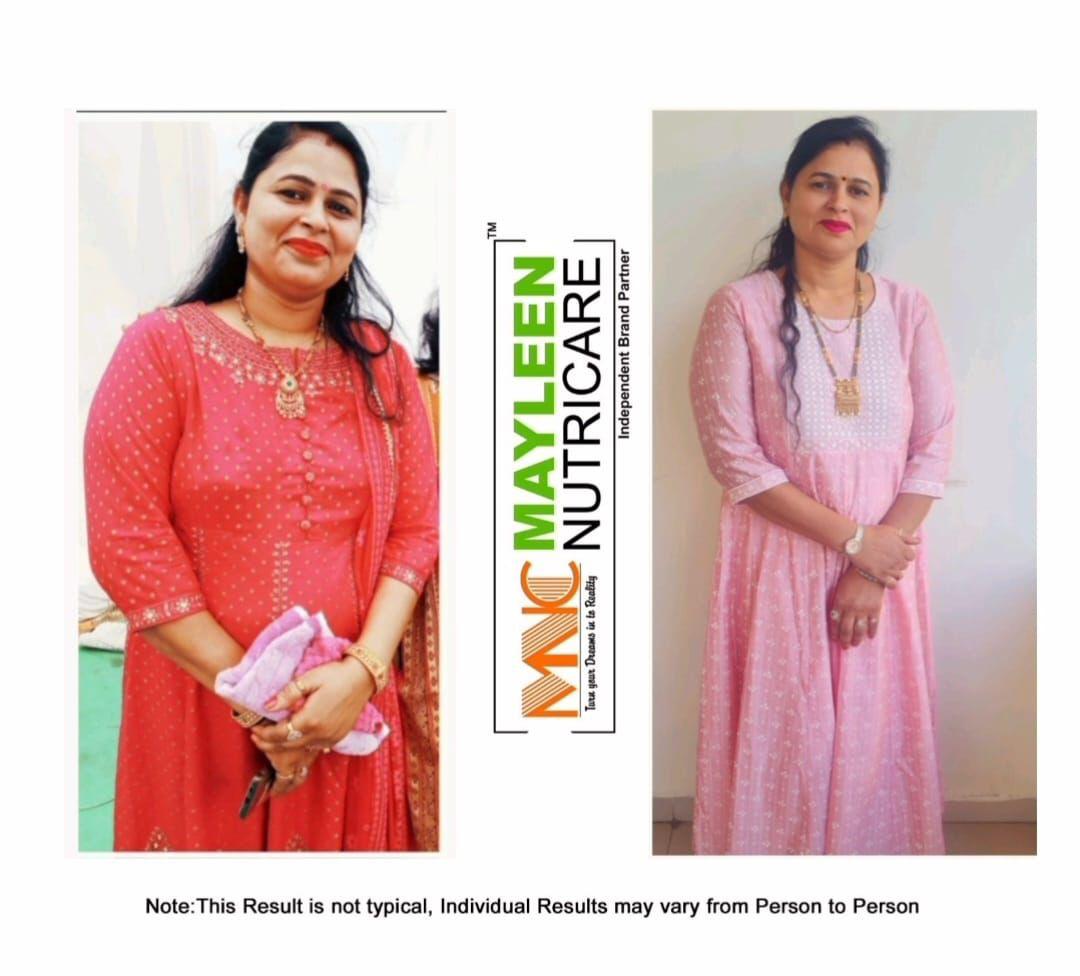 MNC MAYLEEN
NUTRICARE
TM
Turn your Dreams in to Reality
Independent Brand Partner
Note:This Result is not typical, Individual Results may vary from Person to Person